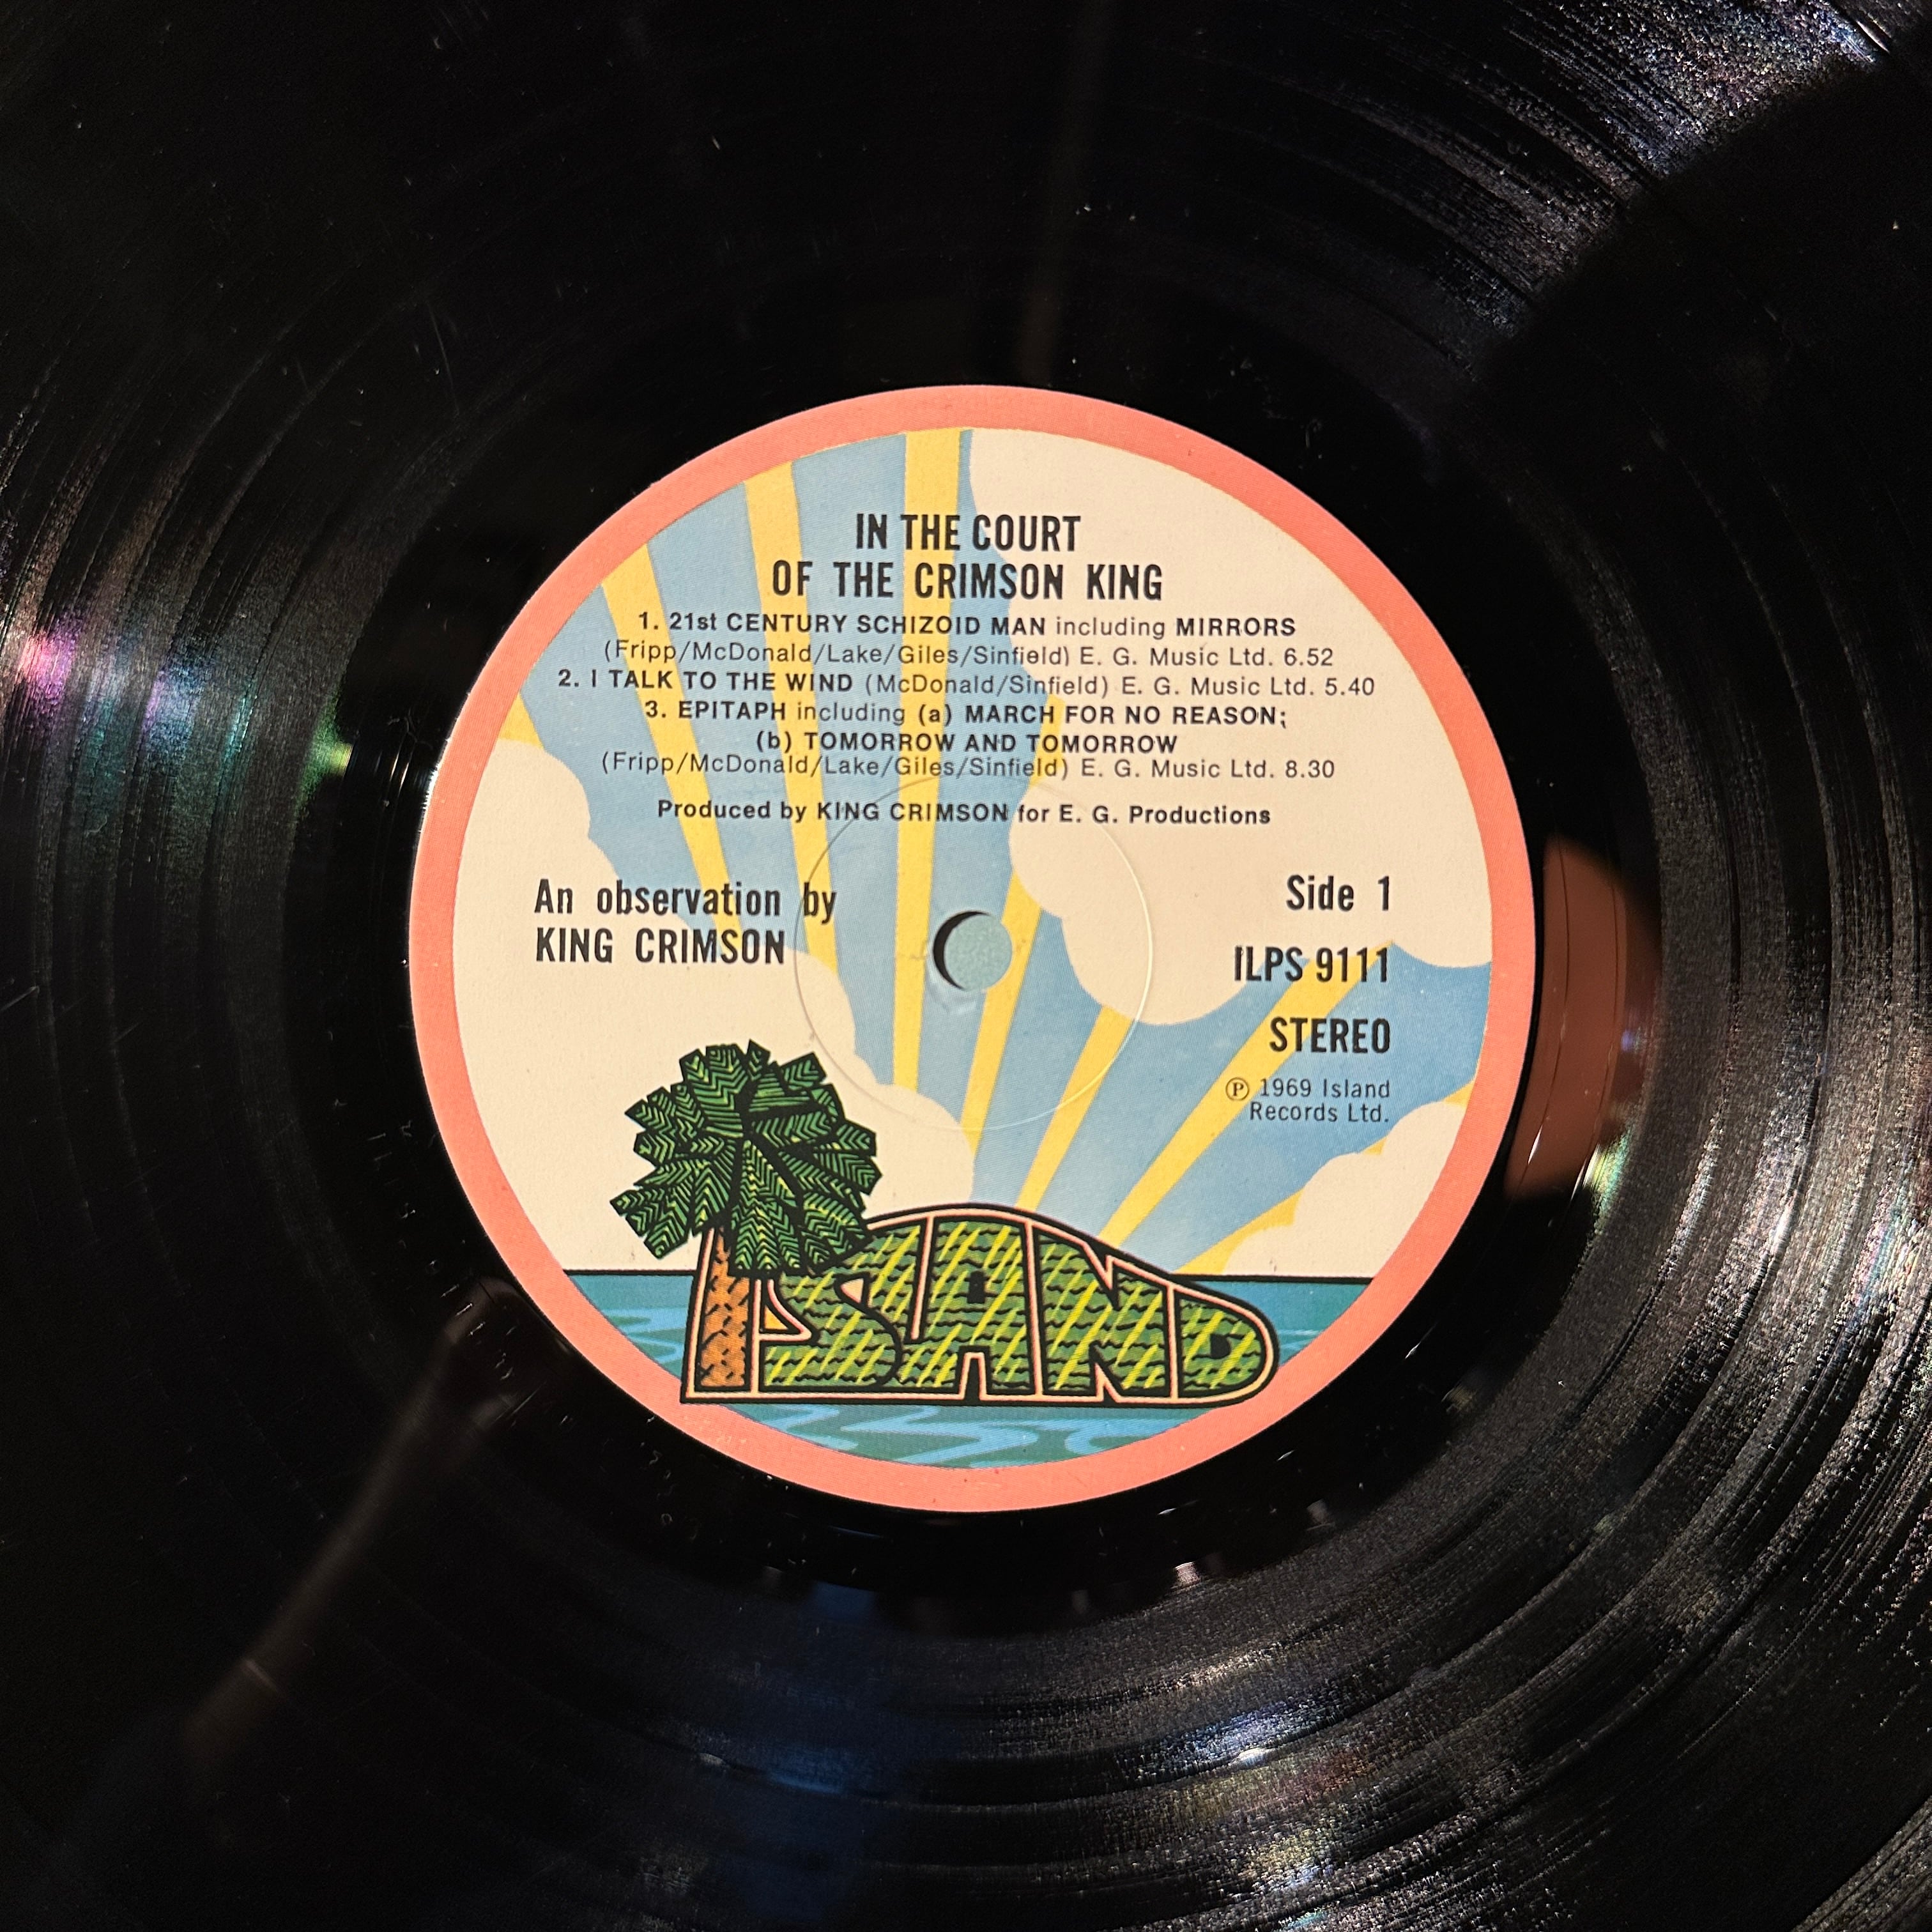 IN THE COURT
OF THE CRIMSON KING
1. 21st CENTURY SCHIZOID MAN including MIRRORS
(Fripp/McDonald/Lake/Giles/Sinfield) E. G. Music Ltd. 6.52
2. I TALK TO THE WIND (McDonald/Sinfield) E. G. Music Ltd. 5.40
3. EPITAPH including (a) MARCH FOR NO REASON;
(b) TOMORROW AND TOMORROW
(Fripp/McDonald/Lake/Giles/Sinfield) E. G. Music Ltd. 8.30
Produced by KING CRIMSON for E. G. Productions
An observation by
KING CRIMSON
Side 1
ILPS 9111
STEREO
℗ 1969 Island
Records Ltd.
ISLAND